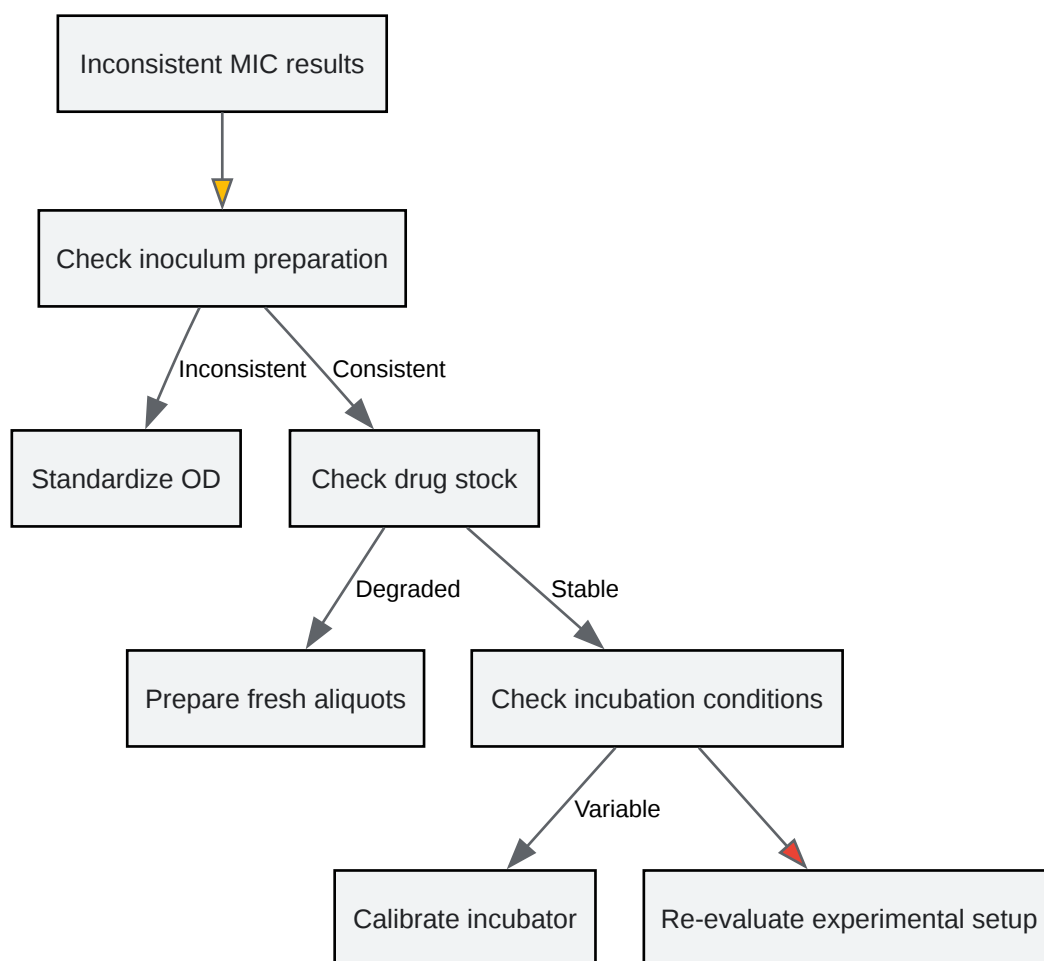 Inconsistent MIC results
Check inoculum preparation
Inconsistent
Consistent
Standardize OD
Check drug stock
Degraded
Stable
Prepare fresh aliquots
Check incubation conditions
Variable
Calibrate incubator
Re-evaluate experimental setup